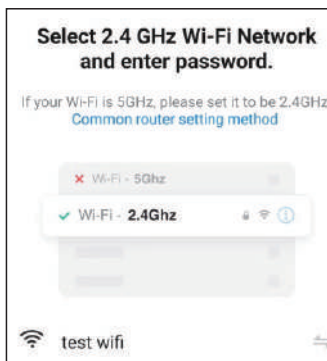 Select 2.4 GHz Wi-Fi Network
and enter password.
If your Wi-Fi is 5GHz, please set it to be 2.4GHz
Common router setting method
Wi-Fi - 5Ghz
Wi-Fi - 2.4Ghz
test wifi